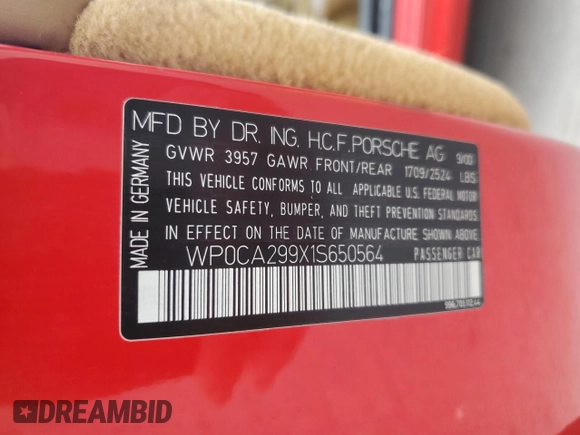 MFD BY DR. ING. H.C.F. PORSCHE AG 9/00
GVWR 3957 GAWR FRONT/REAR 1709/2524 LBS
THIS VEHICLE CONFORMS TO ALL APPLICABLE U.S. FEDERAL MOTOR
VEHICLE SAFETY, BUMPER, AND THEFT PREVENTION STANDARDS
IN EFFECT ON THE DATE OF MANUFACTURE SHOWN ABOVE.
WP0CA299X1S650564 PASSENGER CAR
MADE IN GERMANY
DREAMBID